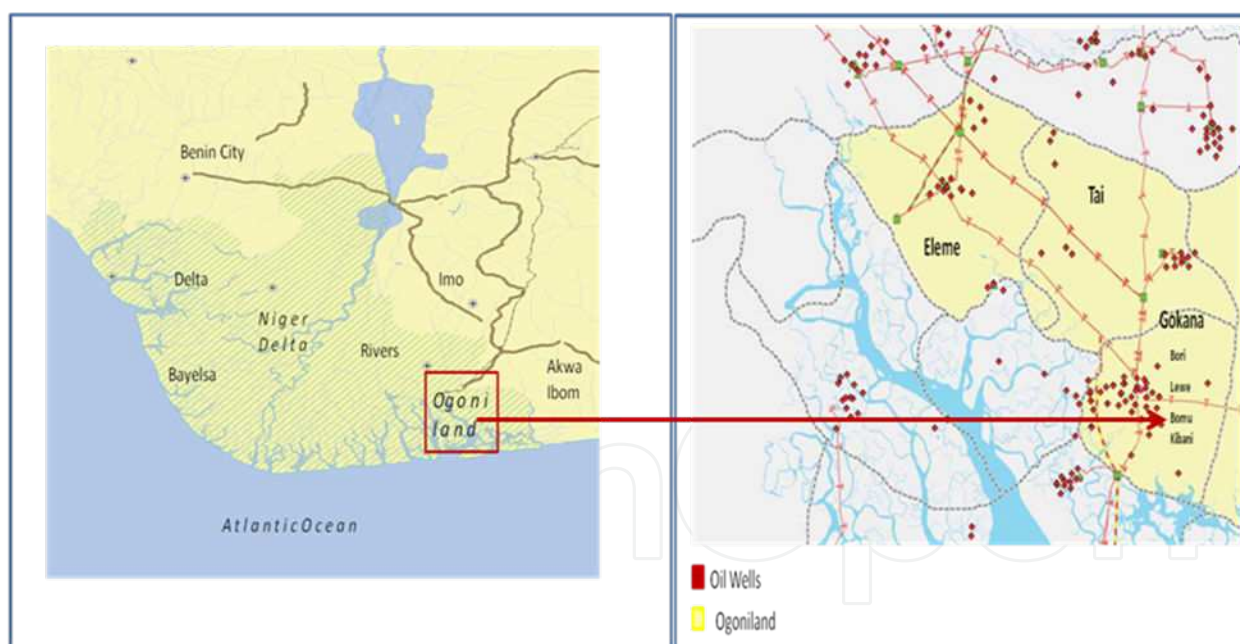 Benin City
Delta
Niger
Delta
Imo
Rivers
Bayelsa
Akwa
Ibom
Ogoni
land
AtlanticOcean
Tai
Eleme
Gokana
Bori
Lewe
Bomu
Kibani
Oil Wells
Ogoniland